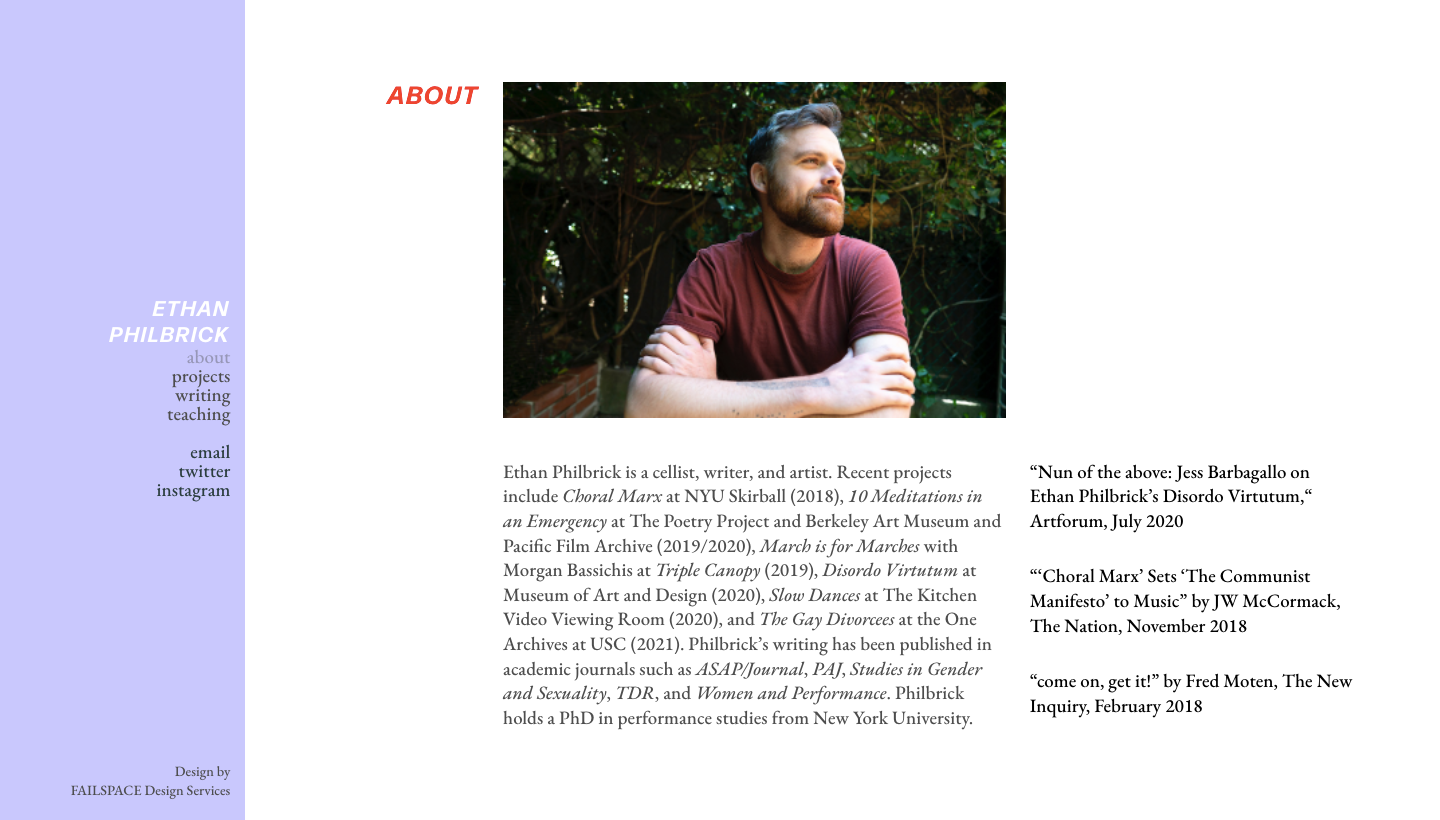 ETHAN
PHILBRICK
about
projects
writing
teaching
email
twitter
instagram
Design by
FAILSPACE Design Services
ABOUT
Ethan Philbrick is a cellist, writer, and artist. Recent projects
include Choral Marx at NYU Skirball (2018), 10 Meditations in
an Emergency at The Poetry Project and Berkeley Art Museum and
Pacific Film Archive (2019/2020), March is for Marches with
Morgan Bassichis at Triple Canopy (2019), Disordo Virtutum at
Museum of Art and Design (2020), Slow Dances at The Kitchen
Video Viewing Room (2020), and The Gay Divorcees at the One
Archives at USC (2021). Philbrick’s writing has been published in
academic journals such as ASAP/Journal, PAJ, Studies in Gender
and Sexuality, TDR, and Women and Performance. Philbrick
holds a PhD in performance studies from New York University.
“Nun of the above: Jess Barbagallo on
Ethan Philbrick’s Disordo Virtutum,“
Artforum, July 2020
“‘Choral Marx’ Sets ‘The Communist
Manifesto’ to Music” by JW McCormack,
The Nation, November 2018
“come on, get it!” by Fred Moten, The New
Inquiry, February 2018